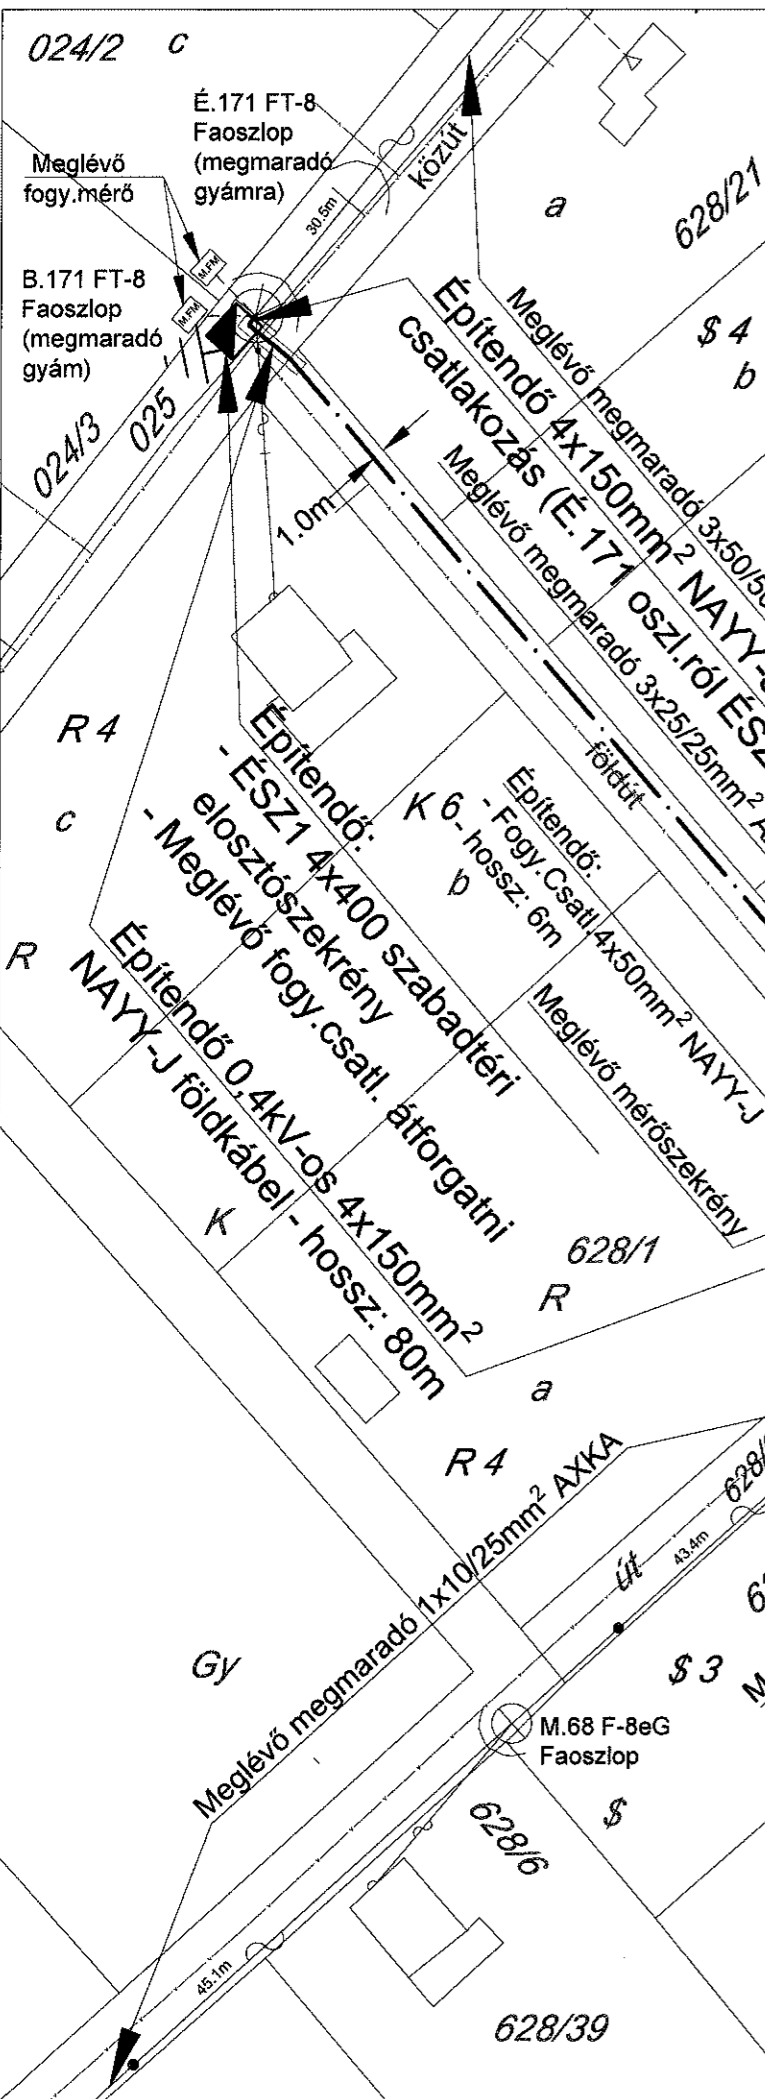 024/2
c
É.171 FT-8
Faoszlop
(megmaradó
gyámra)
Meglévő
fogy.mérő
közút
a
628/21
30.5m
M.FM
M.FM
B.171 FT-8
Faoszlop
(megmaradó
gyám)
$ 4
b
024/3
025
Meglévő megmaradó 3x50/50
Építendő 4x150mm² NAYY-J
csatlakozás (É.171 oszl.ról ÉSZ
Meglévő megmaradó 3x25/25mm²
1.0m
földút
R 4
c
R
Építendő:
- ÉSZ1 4x400 szabadtéri
elosztószekrény
- Meglévő fogy.csatl. átforgatni
K 6
b
Építendő:
- Fogy.Csatl.4x50mm² NAYY-J
- hossz: 6m
Meglévő mérőszekrény
Építendő 0,4kV-os 4x150mm²
NAYY-J földkábel - hossz: 80m
K
628/1
R
a
R 4
Meglévő megmaradó 1x10/25mm² AXKA
628/
43.4m
út
$ 3
Gy
M.68 F-8eG
Faoszlop
$
628/6
45.1m
628/39